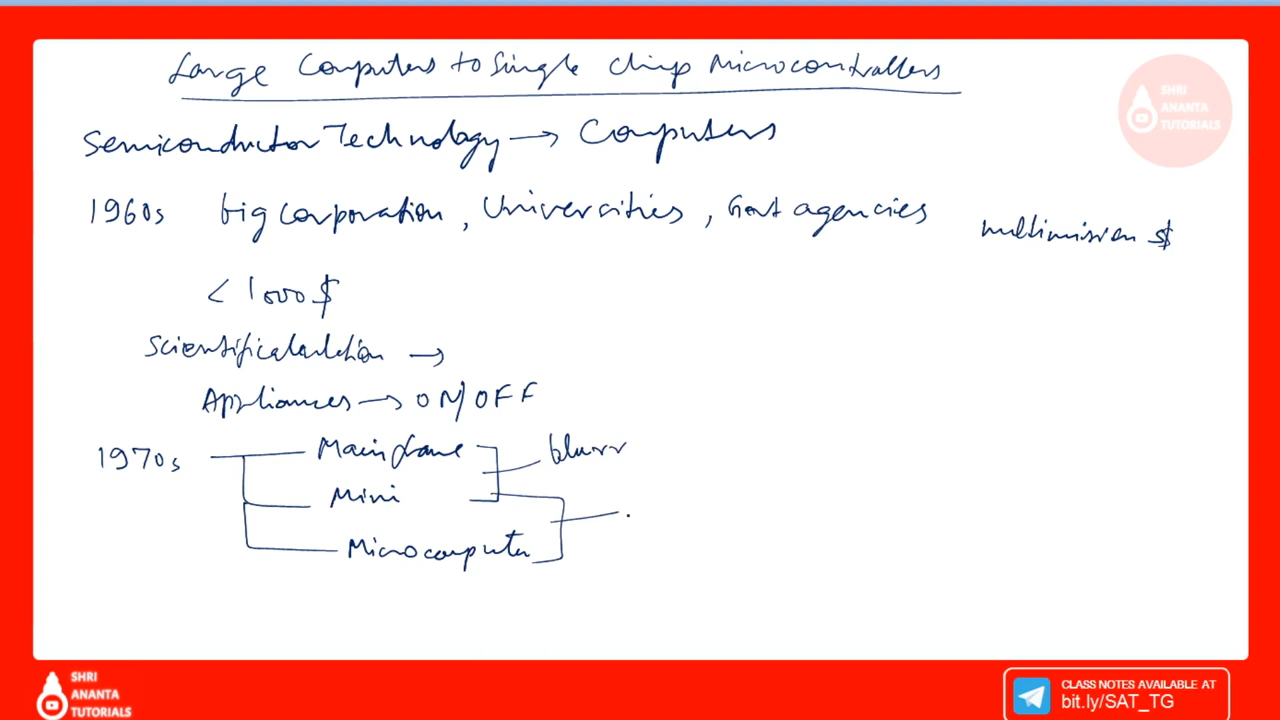 Large Computers to Single chip Microcontrollers
SHRI
ANANTA
TUTORIALS
Semiconductor Technology → Computers
1960s big corporation, Universities, Govt agencies
multimission $
< 1000 $
Scientific calculation →
Appliances → ON/OFF
1970s Mainframe blurr
Mini
Microcomputer
SHRI
ANANTA
TUTORIALS
CLASS NOTES AVAILABLE AT
bit.ly/SAT_TG